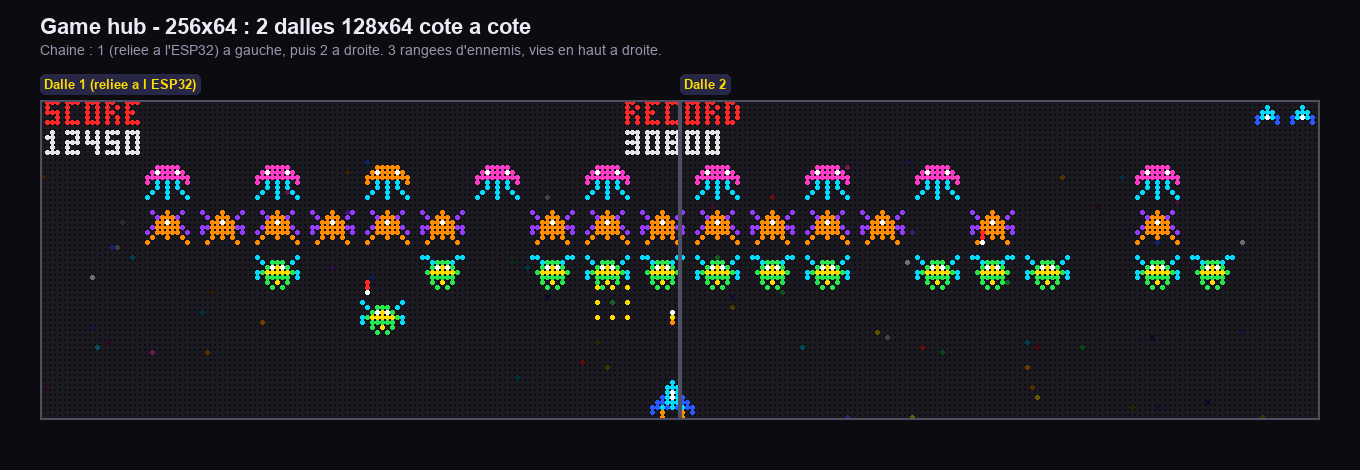 Game hub - 256x64 : 2 dalles 128x64 cote a cote
Chaine : 1 (reliee a l'ESP32) a gauche, puis 2 a droite. 3 rangees d'ennemis, vies en haut a droite.
Dalle 1 (reliee a l ESP32) Dalle 2
SCORE RECORD
12450 30000